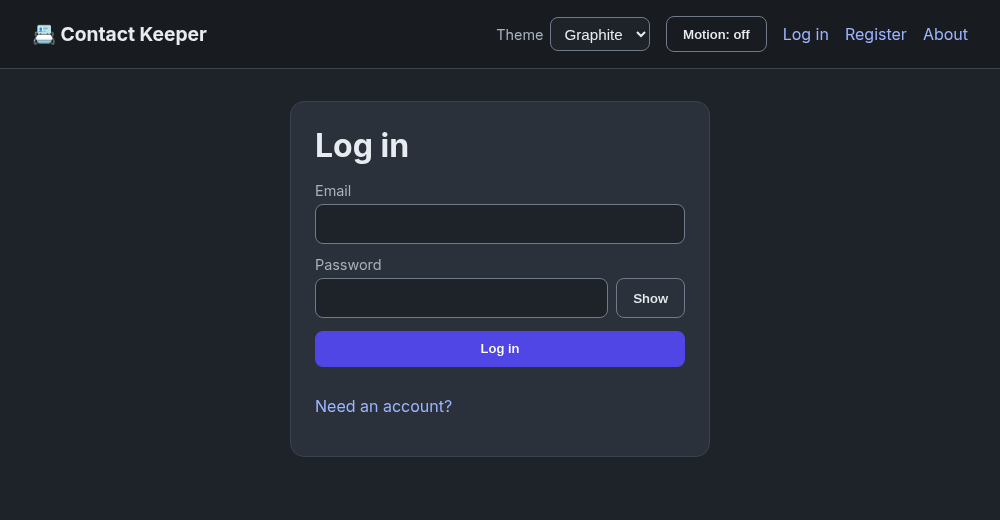 Contact Keeper Theme Graphite Motion: off Log in Register About
Log in
Email
Password
Show
Log in
Need an account?